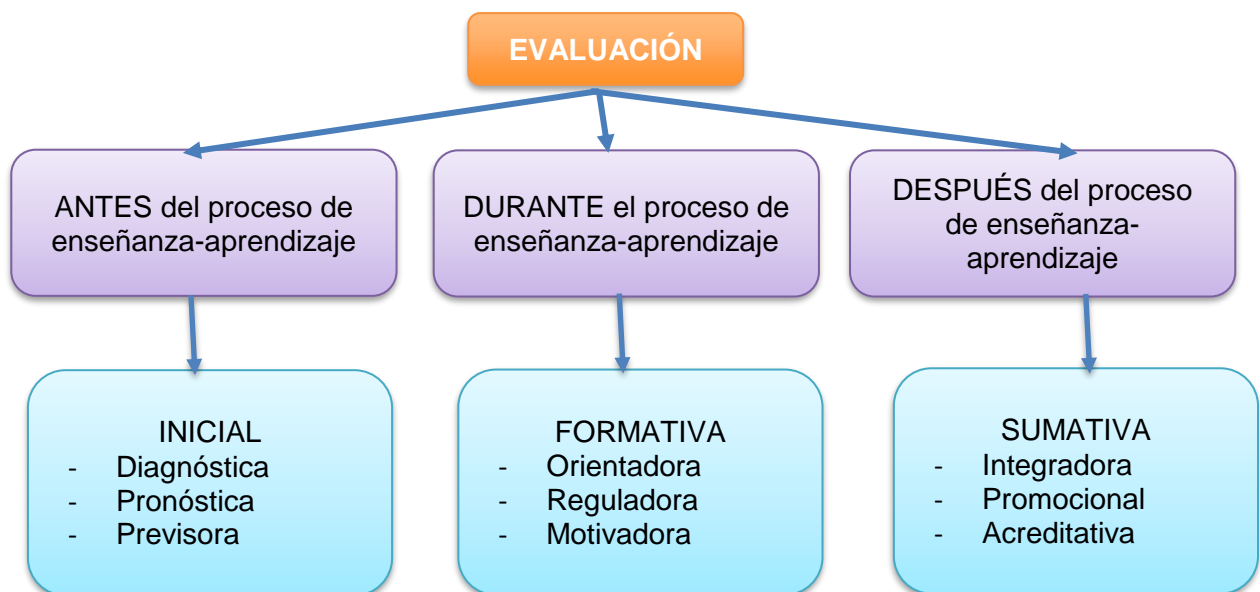 EVALUACIÓN
ANTES del proceso de
enseñanza-aprendizaje
DURANTE el proceso de
enseñanza-aprendizaje
DESPUÉS del proceso
de enseñanza-
aprendizaje
INICIAL
- Diagnóstica
- Pronóstica
- Previsora
FORMATIVA
- Orientadora
- Reguladora
- Motivadora
SUMATIVA
- Integradora
- Promocional
- Acreditativa